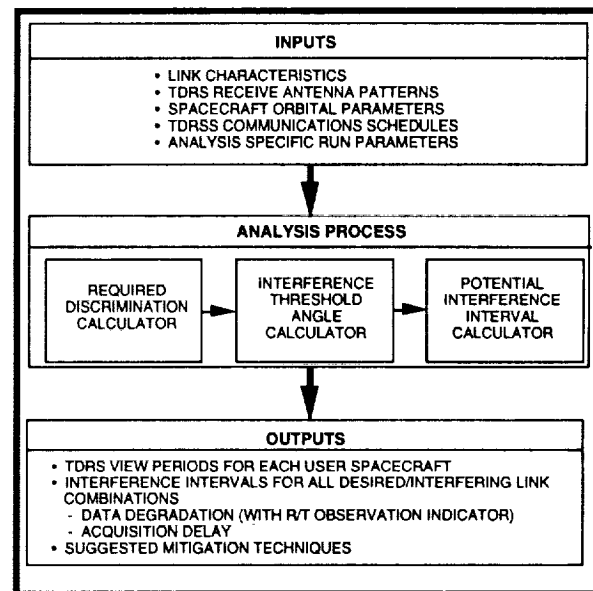 INPUTS
• LINK CHARACTERISTICS
• TDRS RECEIVE ANTENNA PATTERNS
• SPACECRAFT ORBITAL PARAMETERS
• TDRSS COMMUNICATIONS SCHEDULES
• ANALYSIS SPECIFIC RUN PARAMETERS
ANALYSIS PROCESS
REQUIRED
DISCRIMINATION
CALCULATOR
INTERFERENCE
THRESHOLD
ANGLE
CALCULATOR
POTENTIAL
INTERFERENCE
INTERVAL
CALCULATOR
OUTPUTS
• TDRS VIEW PERIODS FOR EACH USER SPACECRAFT
• INTERFERENCE INTERVALS FOR ALL DESIRED/INTERFERING LINK
COMBINATIONS
- DATA DEGRADATION (WITH R/T OBSERVATION INDICATOR)
- ACQUISITION DELAY
• SUGGESTED MITIGATION TECHNIQUES